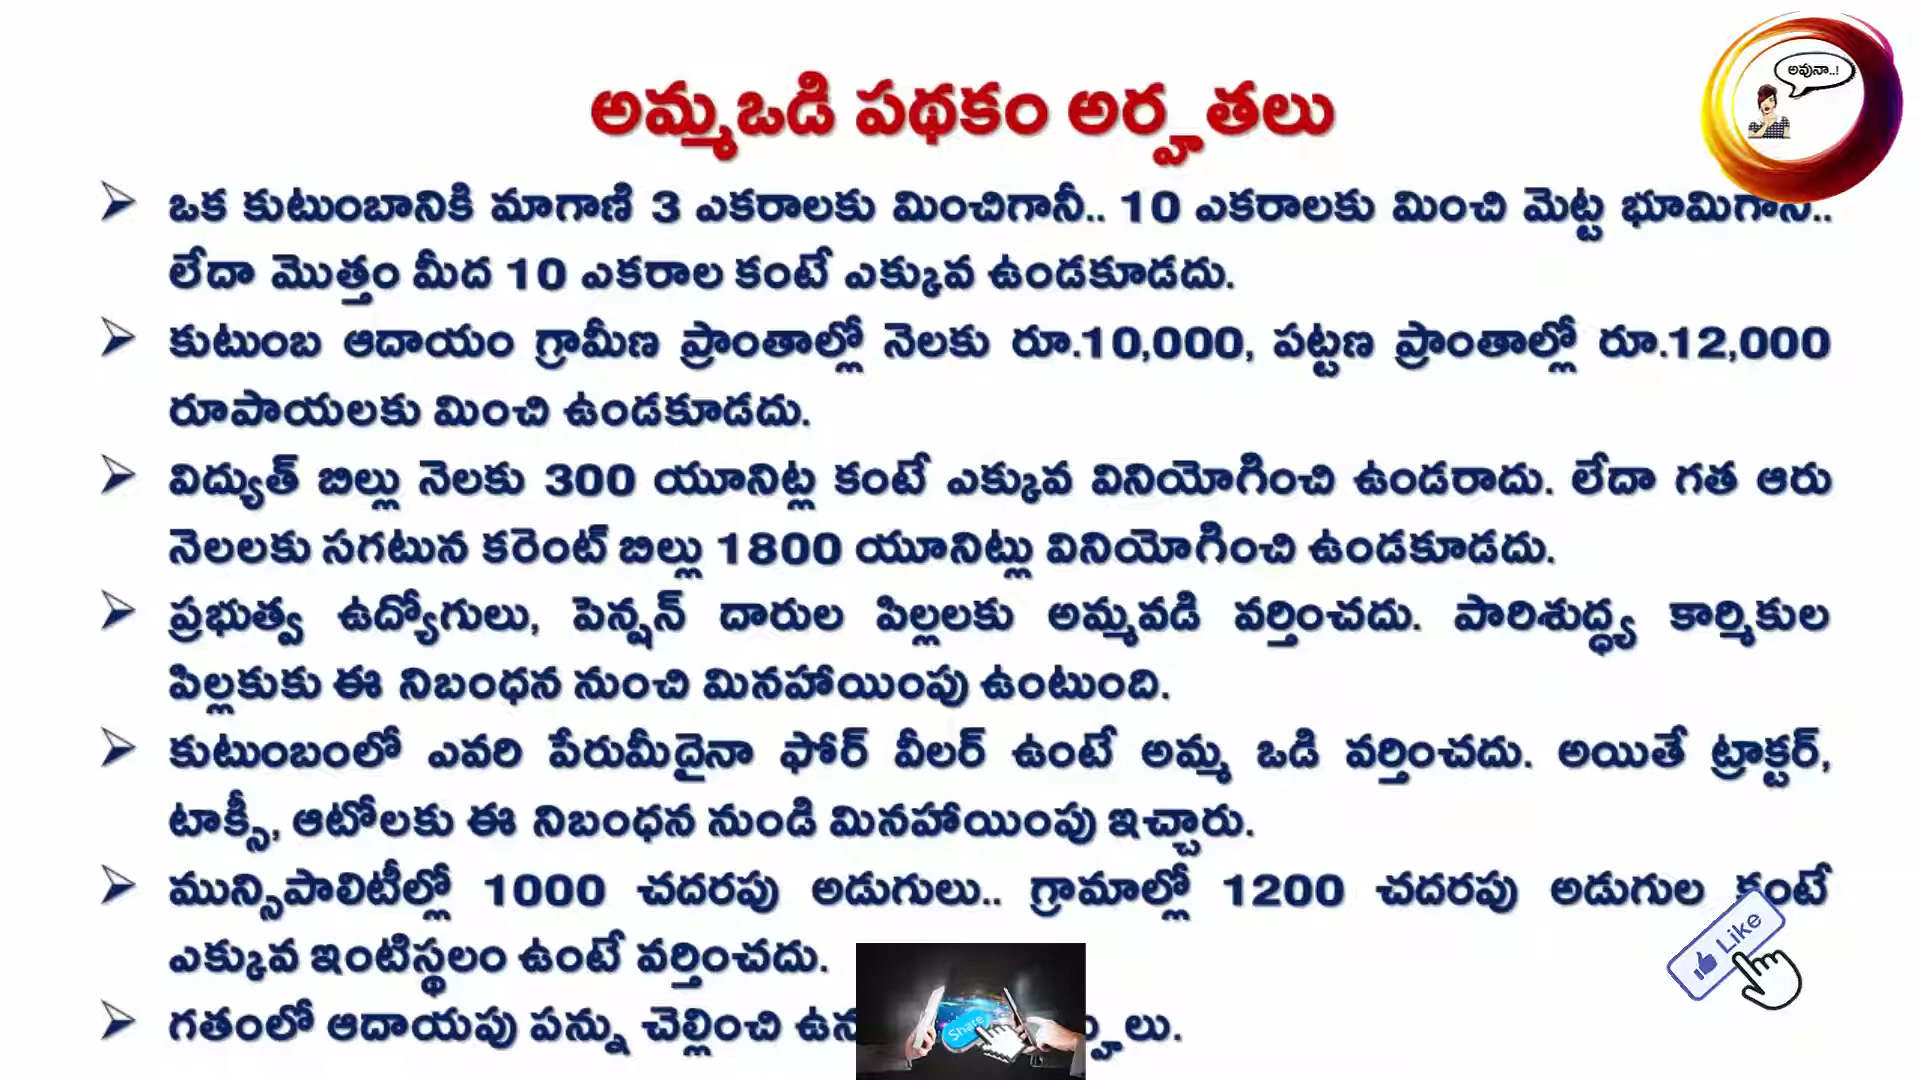 అవునా..!
అమ్మఒడి పథకం అర్హతలు
ఒక కుటుంబానికి మాగాణి 3 ఎకరాలకు మించిగానీ.. 10 ఎకరాలకు మించి మెట్ట భూమిగానీ..
లేదా మొత్తం మీద 10 ఎకరాల కంటే ఎక్కువ ఉండకూడదు.
కుటుంబ ఆదాయం గ్రామీణ ప్రాంతాల్లో నెలకు రూ.10,000, పట్టణ ప్రాంతాల్లో రూ.12,000
రూపాయలకు మించి ఉండకూడదు.
విద్యుత్ బిల్లు నెలకు 300 యూనిట్ల కంటే ఎక్కువ వినియోగించి ఉండరాదు. లేదా గత ఆరు
నెలలకు సగటున కరెంట్ బిల్లు 1800 యూనిట్లు వినియోగించి ఉండకూడదు.
ప్రభుత్వ ఉద్యోగులు, పెన్షన్ దారుల పిల్లలకు అమ్మవడి వర్తించదు. పారిశుద్ధ్య కార్మికుల
పిల్లకుకు ఈ నిబంధన నుంచి మినహాయింపు ఉంటుంది.
కుటుంబంలో ఎవరి పేరుమీదైనా ఫోర్ వీలర్ ఉంటే అమ్మ ఒడి వర్తించదు. అయితే ట్రాక్టర్,
టాక్సీ, ఆటోలకు ఈ నిబంధన నుండి మినహాయింపు ఇచ్చారు.
మున్సిపాలిటీల్లో 1000 చదరపు అడుగులు.. గ్రామాల్లో 1200 చదరపు అడుగుల కంటే
ఎక్కువ ఇంటిస్థలం ఉంటే వర్తించదు.
గతంలో ఆదాయపు పన్ను చెల్లించి
Like
Share